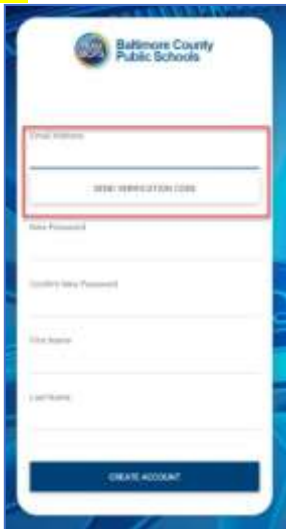 Baltimore County
Public Schools
Email Address
SEND VERIFICATION CODE
New Password
Confirm New Password
First Name
Last Name
CREATE ACCOUNT